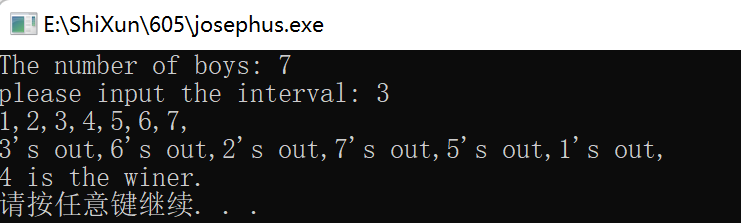 E:\ShiXun\605\josephus.exe
The number of boys: 7
please input the interval: 3
1,2,3,4,5,6,7,
3's out,6's out,2's out,7's out,5's out,1's out,
4 is the winer.
请按任意键继续. . .